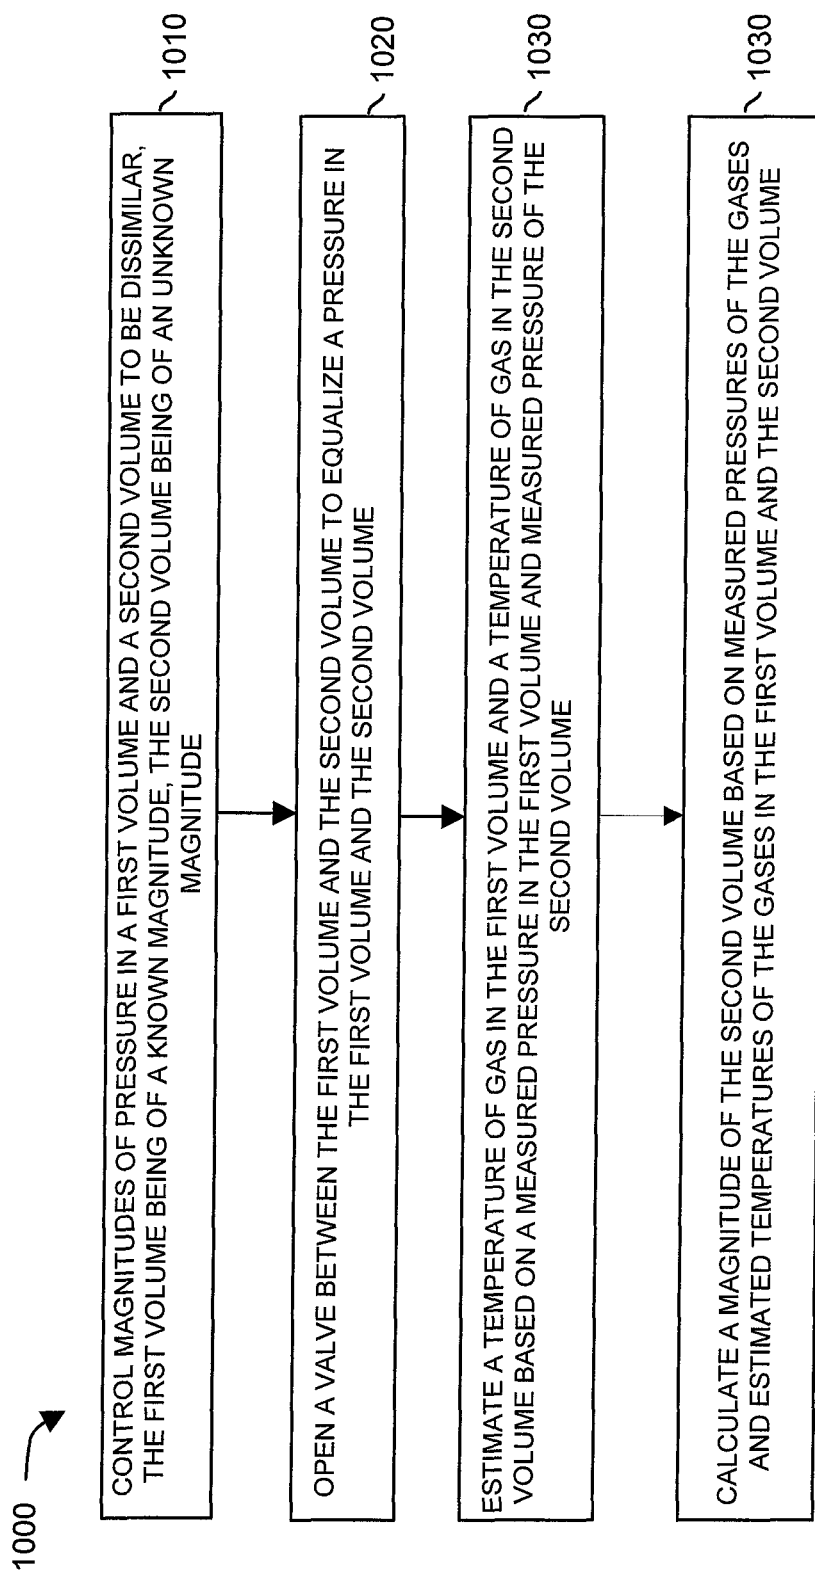 1000
CONTROL MAGNITUDES OF PRESSURE IN A FIRST VOLUME AND A SECOND VOLUME TO BE DISSIMILAR,
THE FIRST VOLUME BEING OF A KNOWN MAGNITUDE, THE SECOND VOLUME BEING OF AN UNKNOWN
MAGNITUDE
1010
OPEN A VALVE BETWEEN THE FIRST VOLUME AND THE SECOND VOLUME TO EQUALIZE A PRESSURE IN
THE FIRST VOLUME AND THE SECOND VOLUME
1020
ESTIMATE A TEMPERATURE OF GAS IN THE FIRST VOLUME AND A TEMPERATURE OF GAS IN THE SECOND
VOLUME BASED ON A MEASURED PRESSURE IN THE FIRST VOLUME AND MEASURED PRESSURE OF THE
SECOND VOLUME
1030
CALCULATE A MAGNITUDE OF THE SECOND VOLUME BASED ON MEASURED PRESSURES OF THE GASES
AND ESTIMATED TEMPERATURES OF THE GASES IN THE FIRST VOLUME AND THE SECOND VOLUME
1030